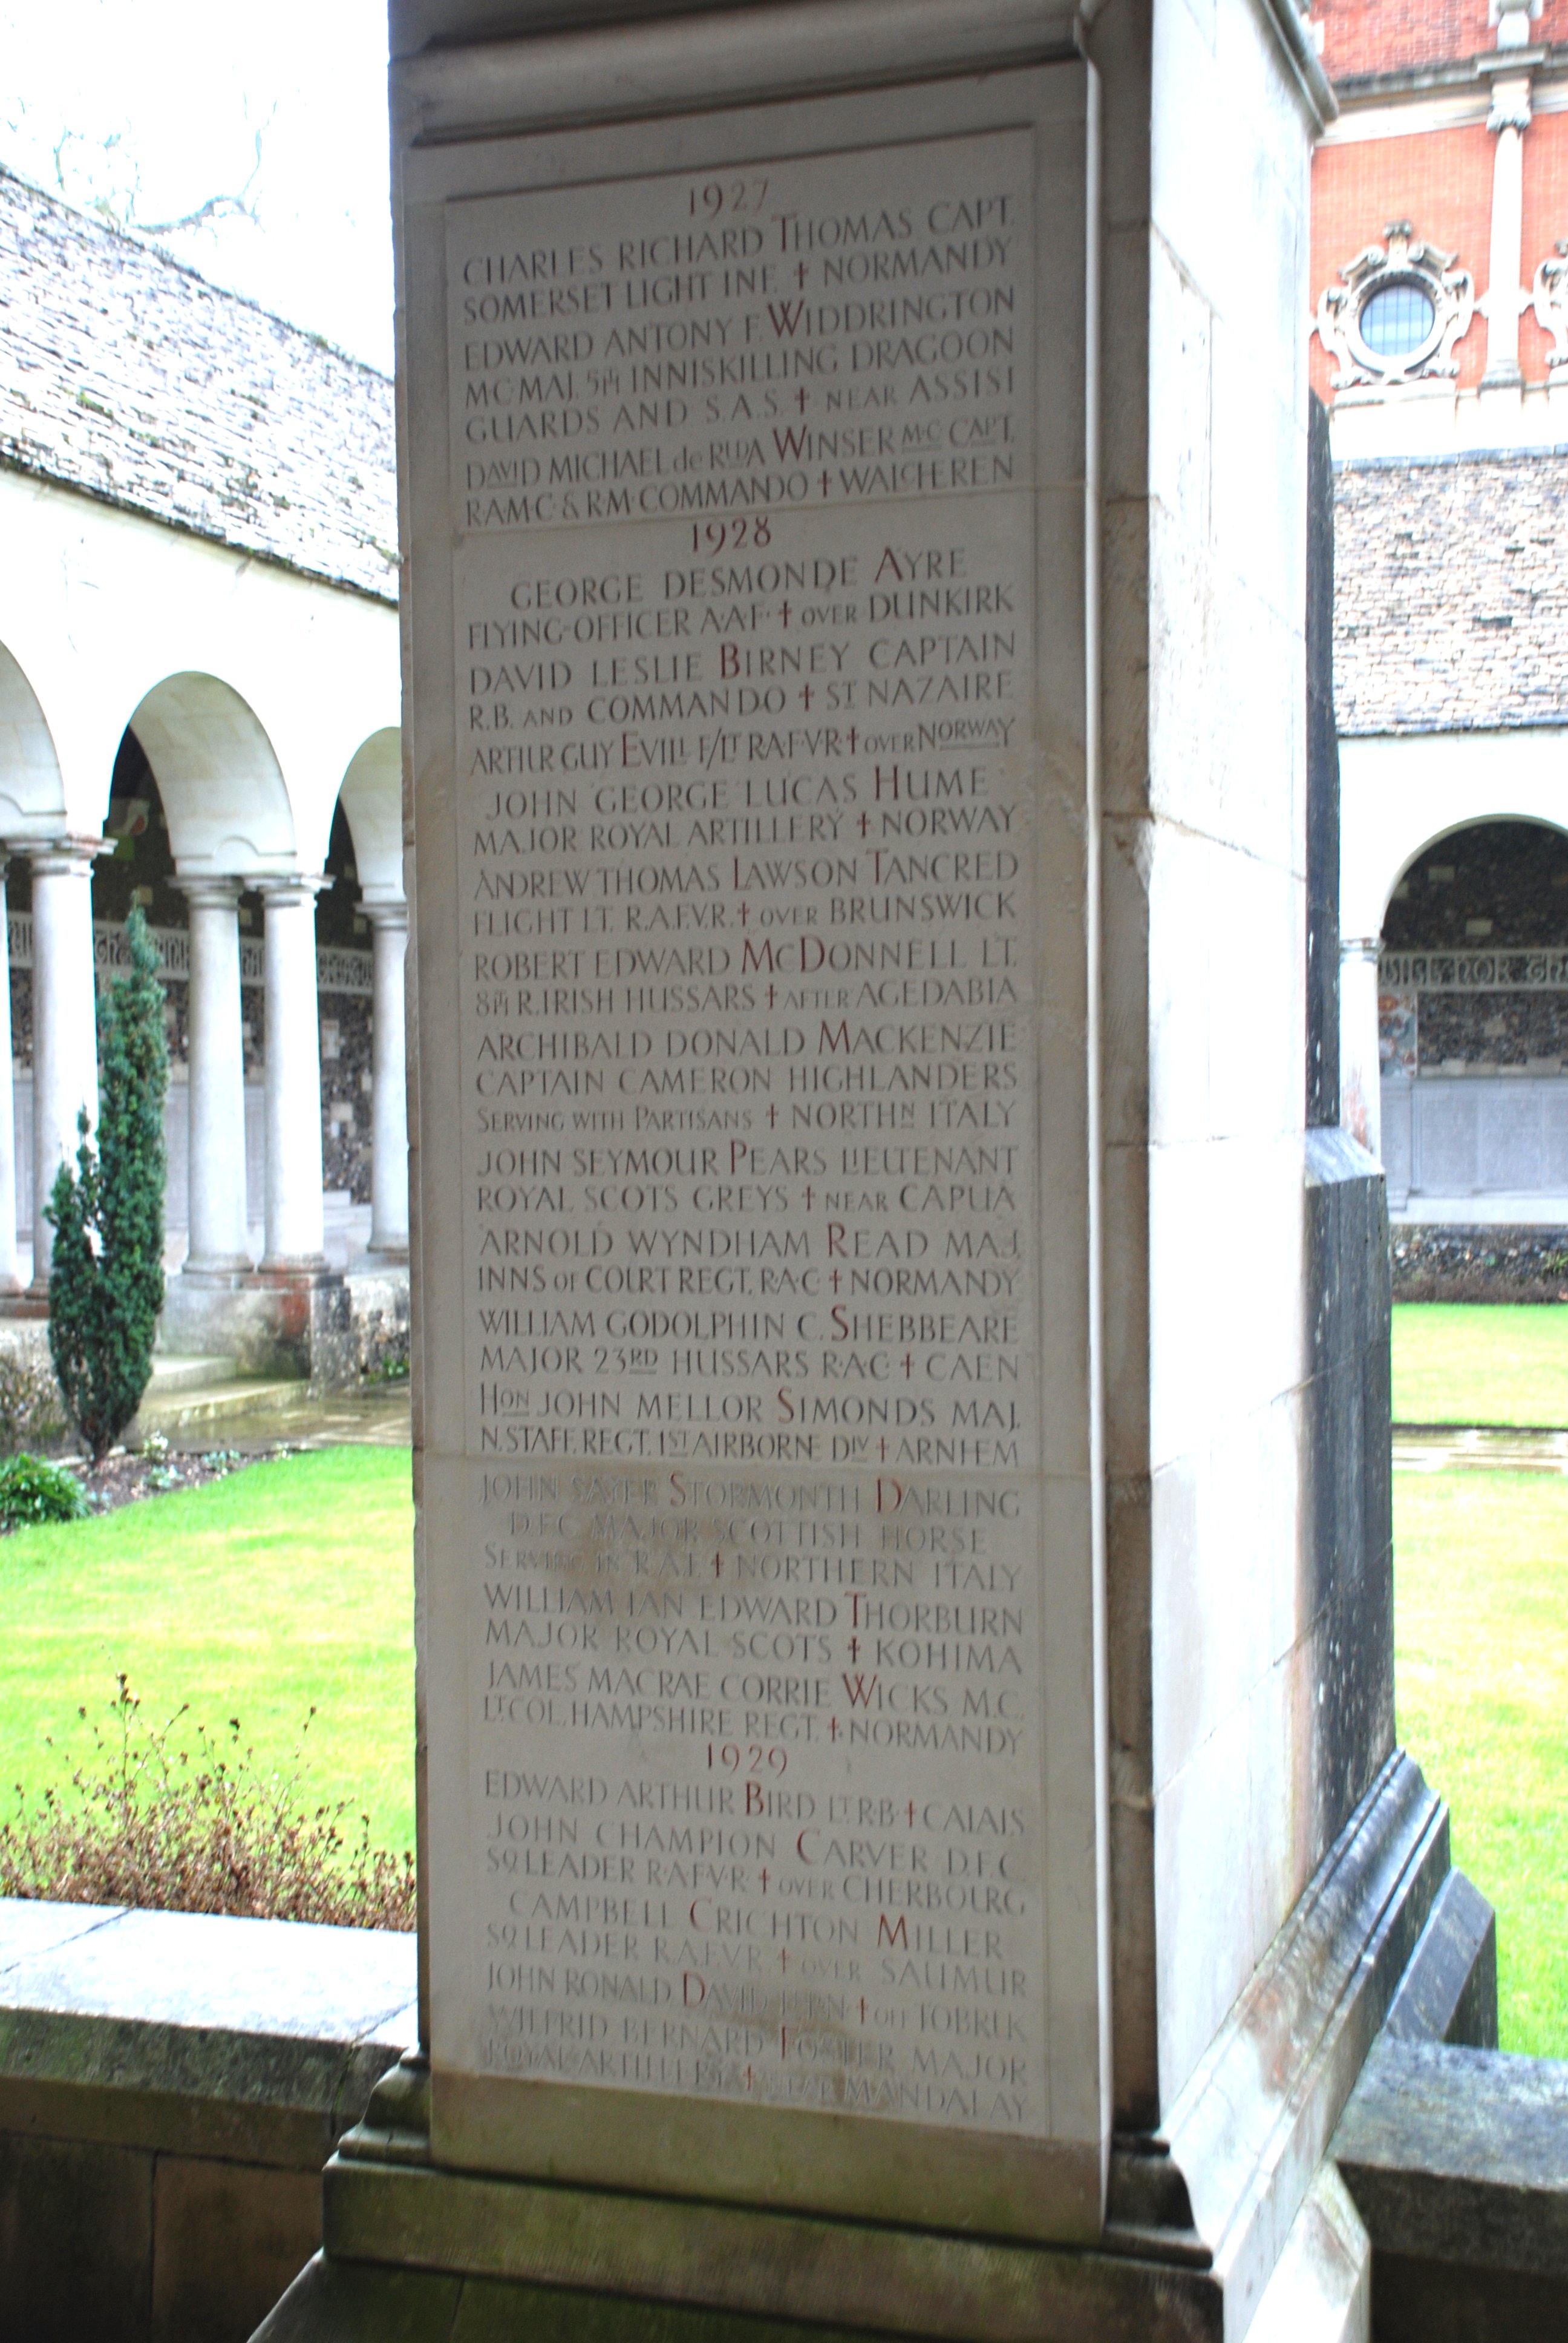 1927
CHARLES RICHARD THOMAS CAPT.
SOMERSET LIGHT INF. † NORMANDY
EDWARD ANTONY F. WIDDRINGTON
M·C·MAJ. 5TH INNISKILLING DRAGOON
GUARDS AND S.A.S. † NEAR ASSISI
DAVID MICHAEL de RUDA WINSER M·C· CAPT.
R·A·M·C· & R·M·COMMANDO † WALCHEREN
1928
GEORGE DESMONDE AYRE
FLYING-OFFICER A·A·F· † OVER DUNKIRK
DAVID LESLIE BIRNEY CAPTAIN
R.B. AND COMMANDO † ST NAZAIRE
ARTHUR GUY EVILL F/LT R·A·F·V·R· † OVER NORWAY
JOHN GEORGE LUCAS HUME
MAJOR ROYAL ARTILLERY † NORWAY
ANDREW THOMAS LAWSON TANCRED
FLIGHT LT. R.A.F.V.R. † OVER BRUNSWICK
ROBERT EDWARD MCDONNELL LT.
8TH R.IRISH HUSSARS † AFTER AGEDABIA
ARCHIBALD DONALD MACKENZIE
CAPTAIN CAMERON HIGHLANDERS
SERVING WITH PARTISANS † NORTHN ITALY
JOHN SEYMOUR PEARS LIEUTENANT
ROYAL SCOTS GREYS † NEAR CAPUA
ARNOLD WYNDHAM READ MAJ.
INNS OF COURT REGT. R·A·C· † NORMANDY
WILLIAM GODOLPHIN C. SHEBBEARE
MAJOR 23RD HUSSARS R·A·C· † CAEN
HON JOHN MELLOR SIMONDS MAJ.
N.STAFF. REGT. 1ST AIRBORNE DIV † ARNHEM
JOHN SAYER STORMONTH DARLING
D.F.C. MAJOR SCOTTISH HORSE
SERVING IN R.A.F. † NORTHERN ITALY
WILLIAM IAN EDWARD THORBURN
MAJOR ROYAL SCOTS † KOHIMA
JAMES MACRAE CORRIE WICKS M.C.
LT.COL. HAMPSHIRE REGT. † NORMANDY
1929
EDWARD ARTHUR BIRD LT. R·B· † CALAIS
JOHN CHAMPION CARVER D.F.C
SQ LEADER R·A·F·V·R· † OVER CHERBOURG
CAMPBELL CRICHTON MILLER
SQ LEADER R.A.F.V.R † OVER SAUMUR
JOHN RONALD DAVID † OFF TOBRUK
WILFRID BERNARD FOSTER MAJOR
ROYAL ARTILLERY † NEAR MANDALAY